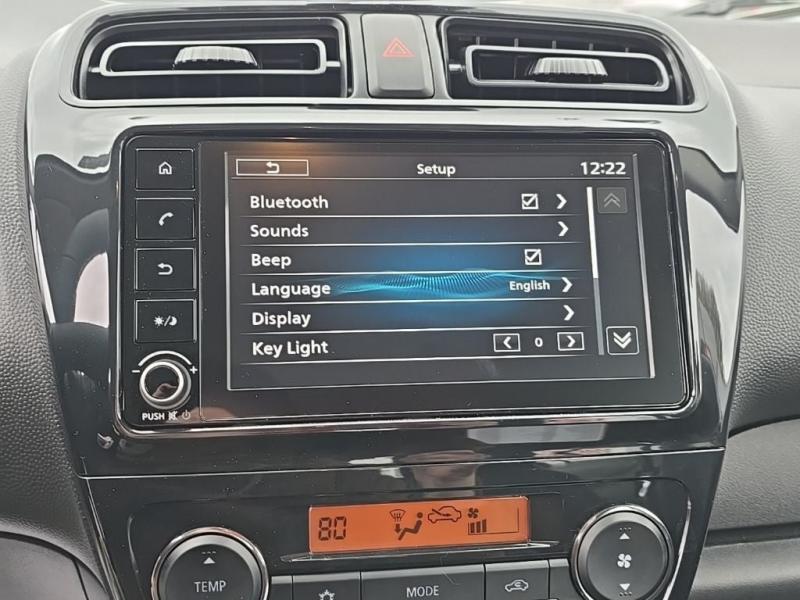 Setup 12:22
Bluetooth
Sounds
Beep
Language English
Display
Key Light 0
- +
PUSH
80
TEMP
MODE